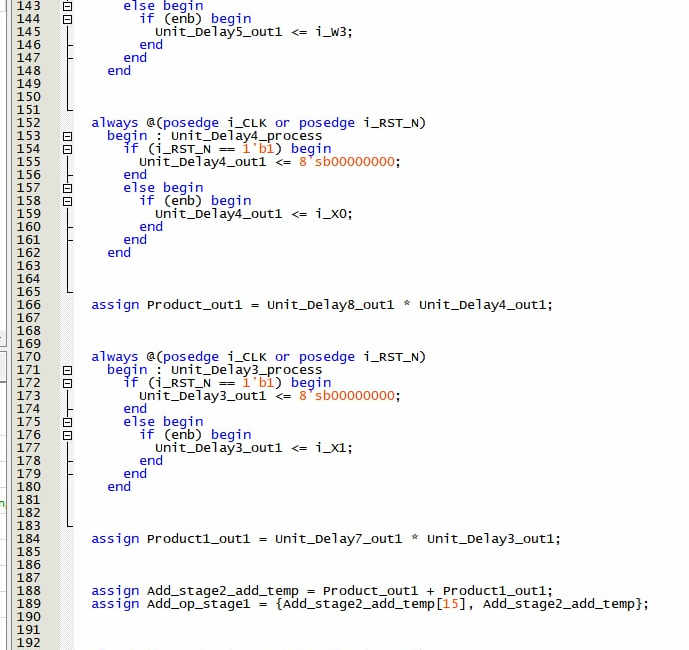 143 else begin
144 if (enb) begin
145 Unit_Delay5_out1 <= i_W3;
146 end
147 end
148 end
149
150
151
152 always @(posedge i_CLK or posedge i_RST_N)
153 begin : Unit_Delay4_process
154 if (i_RST_N == 1'b1) begin
155 Unit_Delay4_out1 <= 8'sb00000000;
156 end
157 else begin
158 if (enb) begin
159 Unit_Delay4_out1 <= i_X0;
160 end
161 end
162 end
163
164
165
166 assign Product_out1 = Unit_Delay8_out1 * Unit_Delay4_out1;
167
168
169
170 always @(posedge i_CLK or posedge i_RST_N)
171 begin : Unit_Delay3_process
172 if (i_RST_N == 1'b1) begin
173 Unit_Delay3_out1 <= 8'sb00000000;
174 end
175 else begin
176 if (enb) begin
177 Unit_Delay3_out1 <= i_X1;
178 end
179 end
180 end
181
182
183
184 assign Product1_out1 = Unit_Delay7_out1 * Unit_Delay3_out1;
185
186
187
188 assign Add_stage2_add_temp = Product_out1 + Product1_out1;
189 assign Add_op_stage1 = {Add_stage2_add_temp[15], Add_stage2_add_temp};
190
191
192